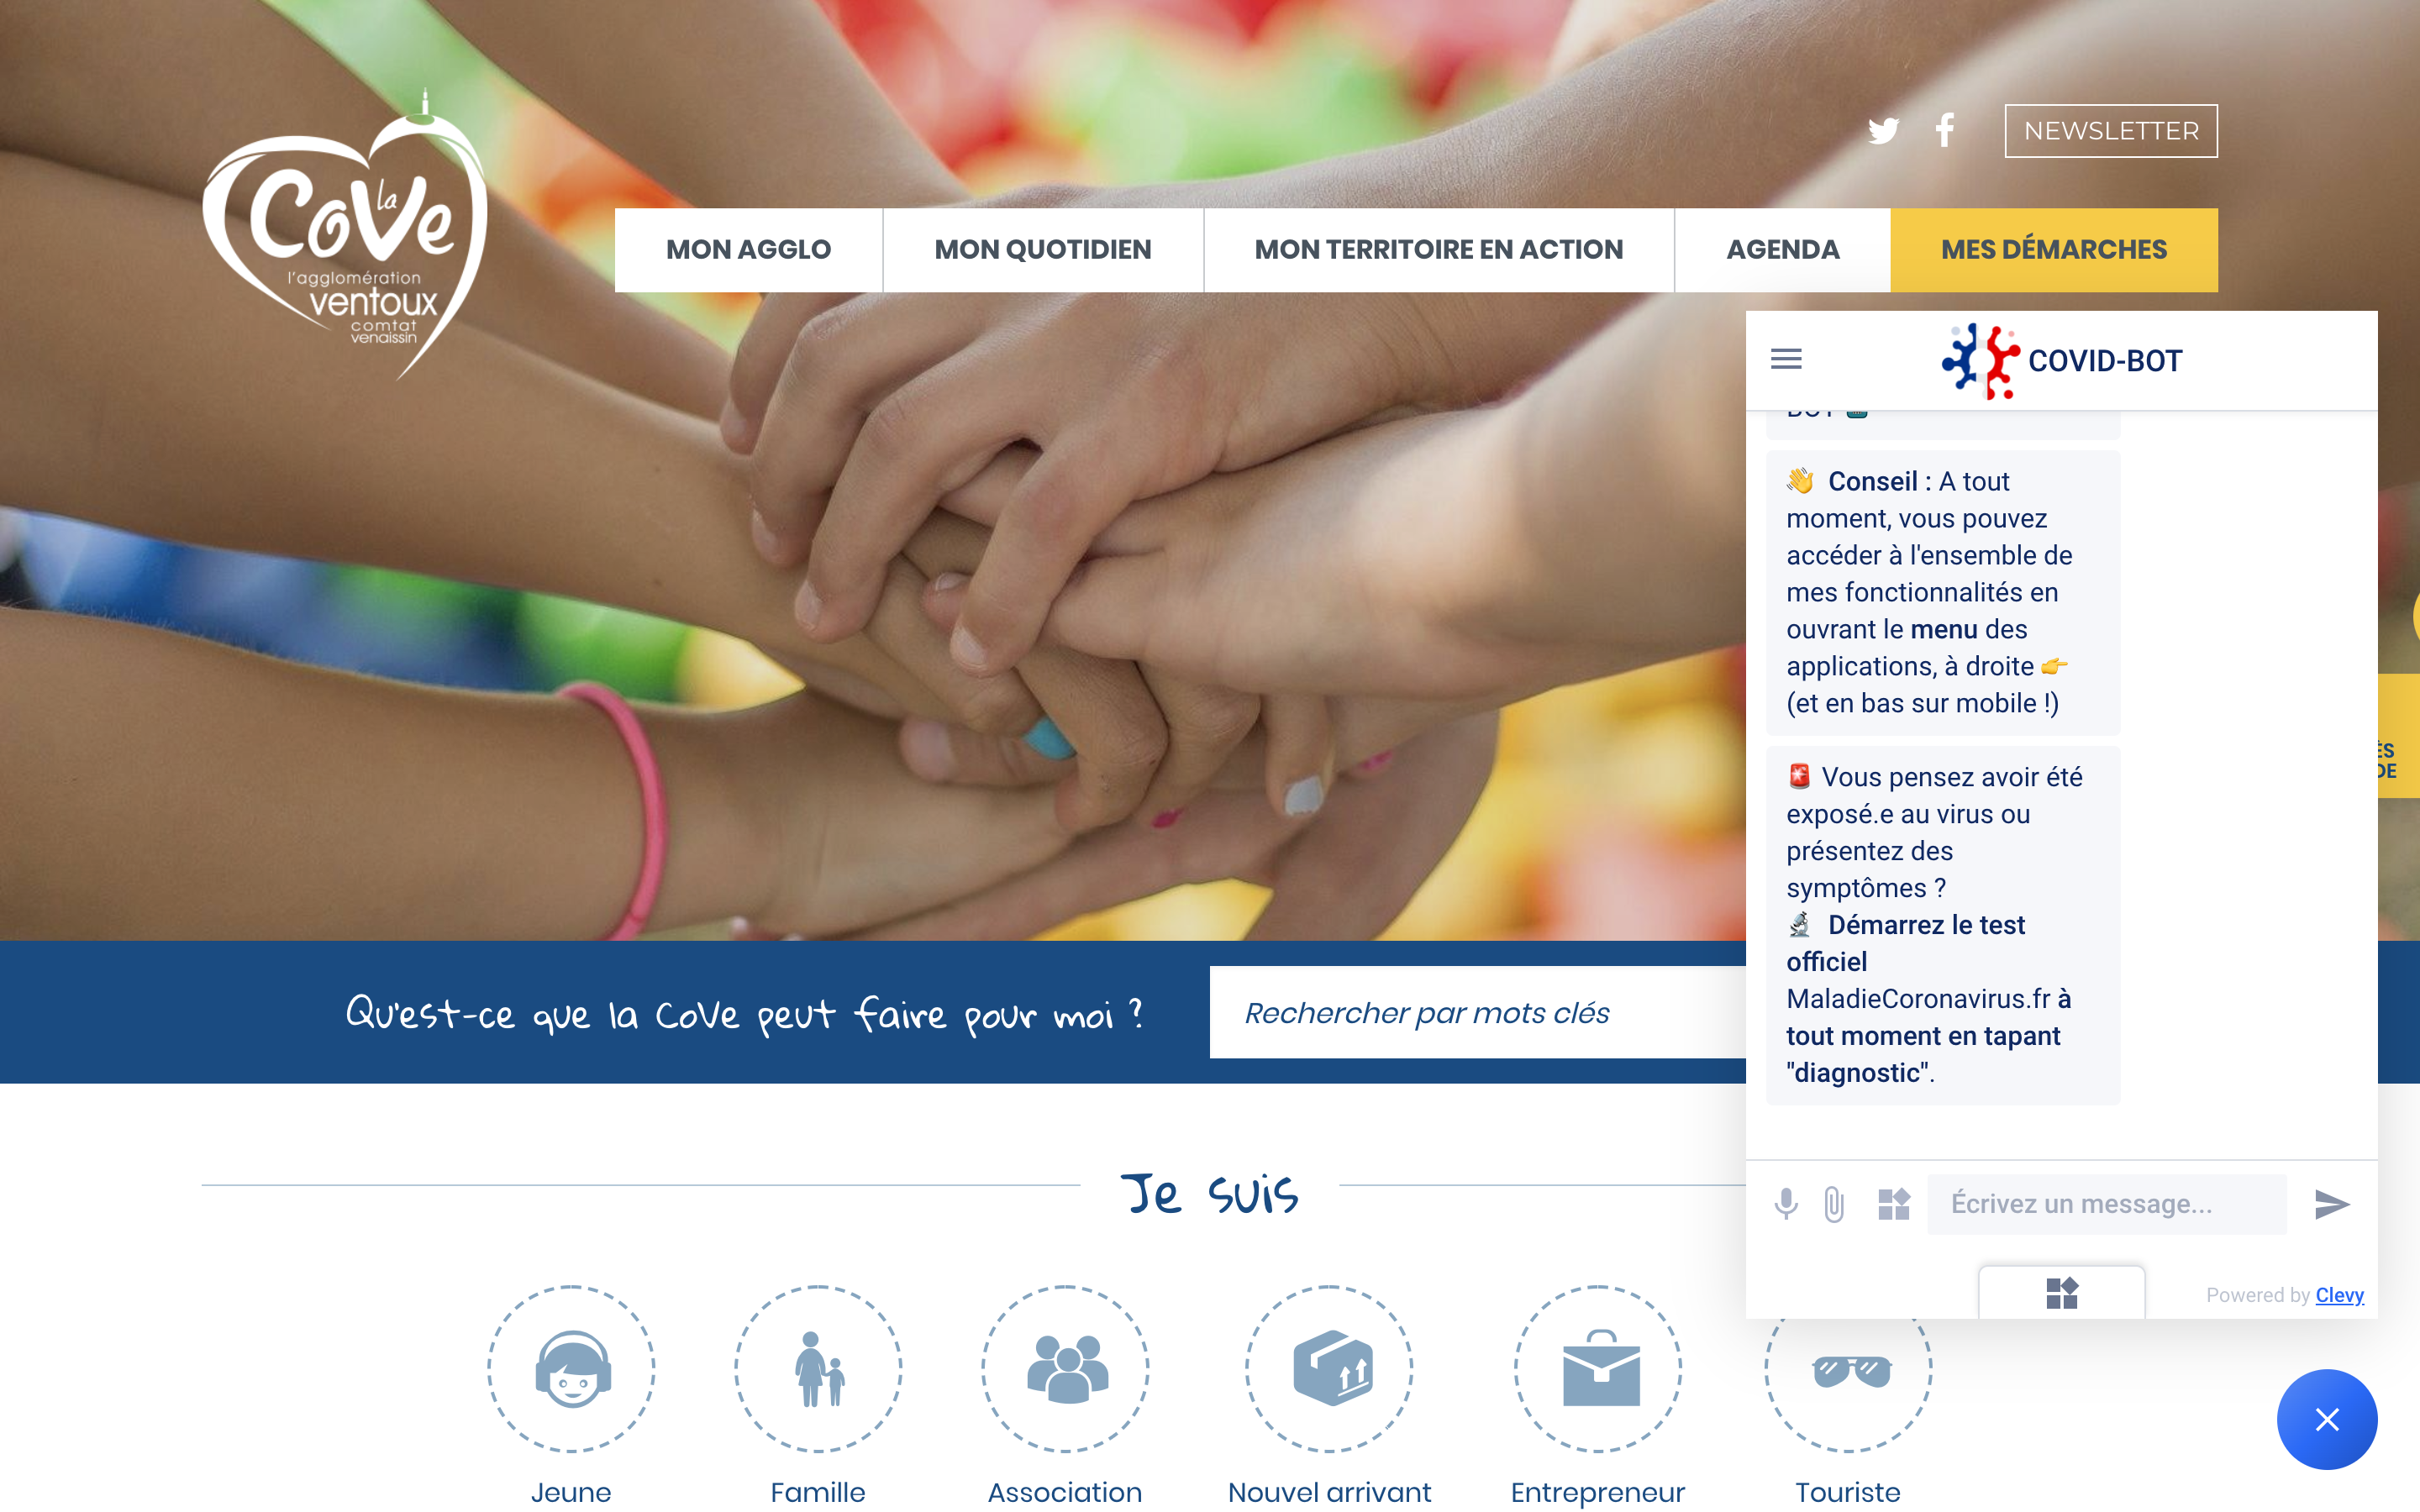 la
CoVe
l'agglomération
ventoux
comtat
venaissin
NEWSLETTER
MON AGGLO
MON QUOTIDIEN
MON TERRITOIRE EN ACTION
AGENDA
MES DÉMARCHES
COVID-BOT
👋 Conseil : A tout
moment, vous pouvez
accéder à l'ensemble de
mes fonctionnalités en
ouvrant le menu des
applications, à droite 👉
(et en bas sur mobile !)
🚨 Vous pensez avoir été
exposé.e au virus ou
présentez des
symptômes ?
🔬 Démarrez le test
officiel
MaladieCoronavirus.fr à
tout moment en tapant
"diagnostic".
Écrivez un message...
Powered by Clevy
Qu'est-ce que la CoVe peut faire pour moi ?
Rechercher par mots clés
Je suis
Jeune
Famille
Association
Nouvel arrivant
Entrepreneur
Touriste